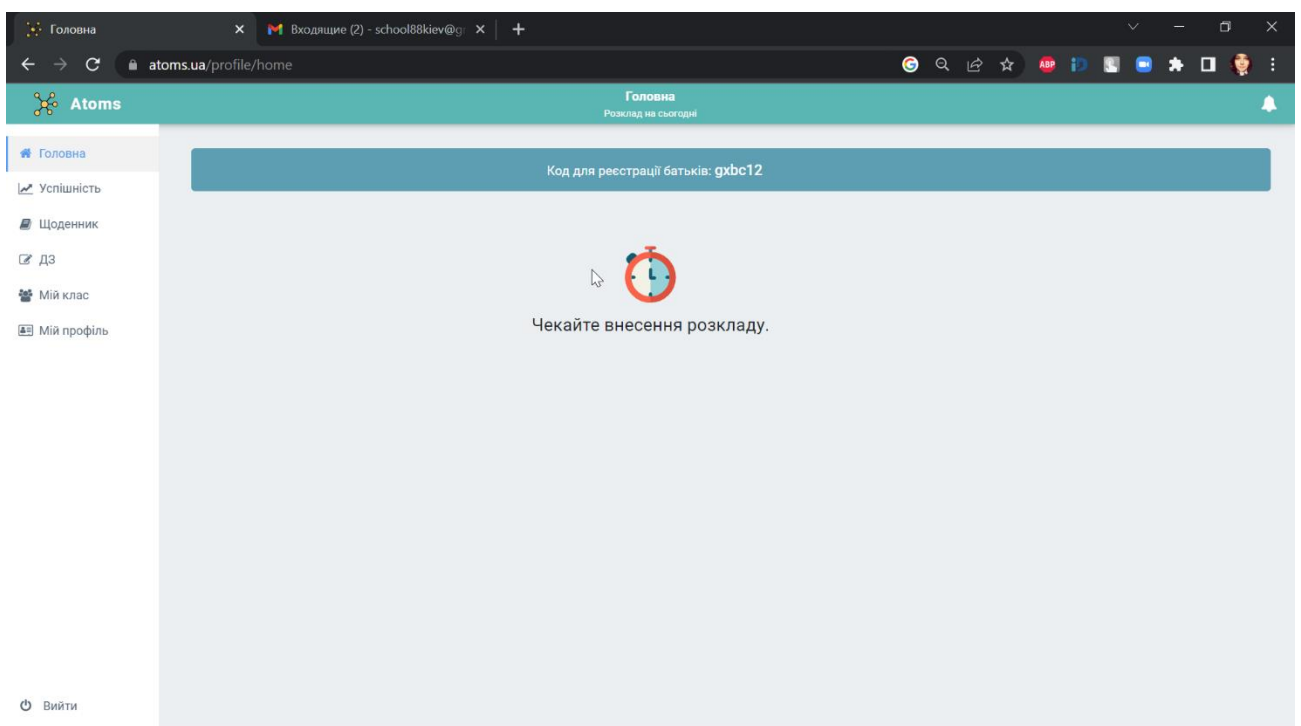 Головна
Входящие (2) - school88kiev@g
atoms.ua/profile/home
ABP
Atoms
Головна
Розклад на сьогодні
Головна
Успішність
Щоденник
ДЗ
Мій клас
Мій профіль
Код для реєстрації батьків: gxbc12
Чекайте внесення розкладу.
Вийти